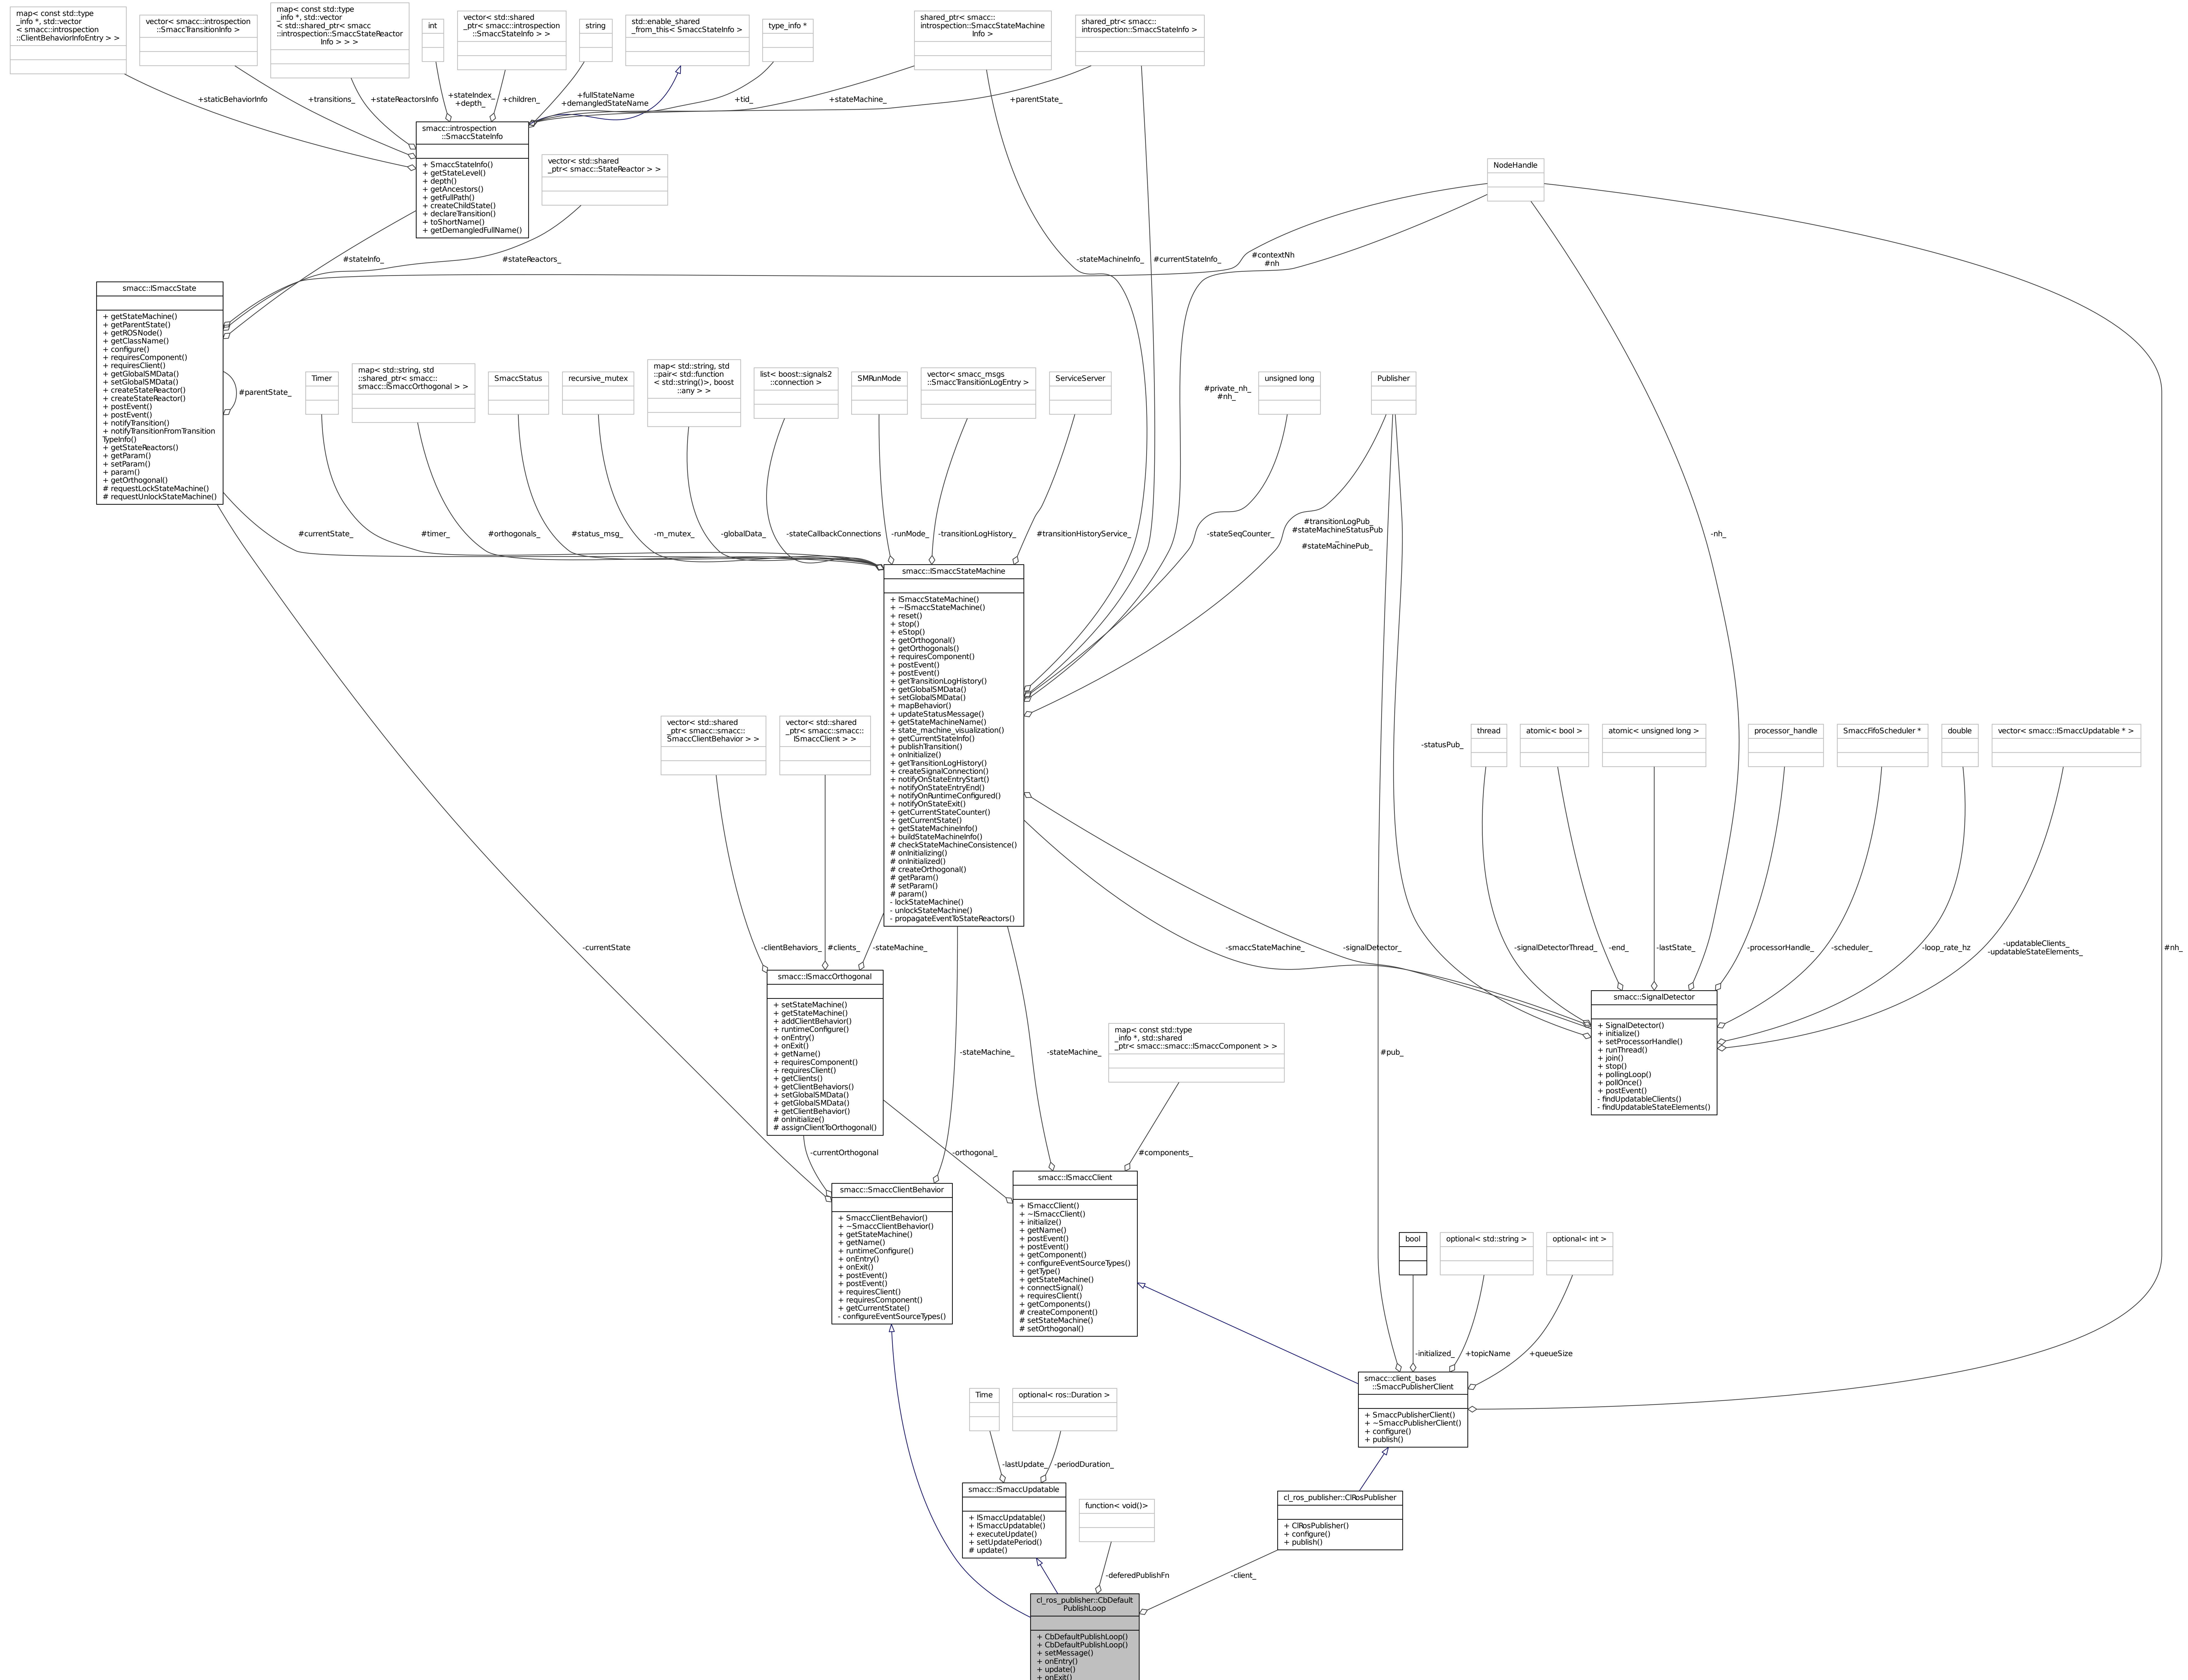 map< const std::type
_info *, std::vector
< smacc::introspection
::ClientBehaviorInfoEntry > >
vector< smacc::introspection
::SmaccTransitionInfo >
map< const std::type
_info *, std::vector
< std::shared_ptr< smacc
::introspection::SmaccStateReactor
Info > > >
int
vector< std::shared
_ptr< smacc::introspection
::SmaccStateInfo > >
string
std::enable_shared
_from_this< SmaccStateInfo >
type_info *
shared_ptr< smacc::
introspection::SmaccStateMachine
Info >
shared_ptr< smacc::
introspection::SmaccStateInfo >
+staticBehaviorInfo
+transitions_
+stateReactorsInfo
+stateIndex_
+depth_
+children_
+fullStateName
+demangledStateName
+tid_
+stateMachine_
+parentState_
smacc::introspection
::SmaccStateInfo
+ SmaccStateInfo()
+ getStateLevel()
+ depth()
+ getAncestors()
+ getFullPath()
+ createChildState()
+ declareTransition()
+ toShortName()
+ getDemangledFullName()
vector< std::shared
_ptr< smacc::StateReactor > >
NodeHandle
#stateInfo_
#stateReactors_
-stateMachineInfo_
#currentStateInfo_
#contextNh
#nh
smacc::ISmaccState
+ getStateMachine()
+ getParentState()
+ getROSNode()
+ getClassName()
+ configure()
+ requiresComponent()
+ requiresClient()
+ getGlobalSMData()
+ setGlobalSMData()
+ createStateReactor()
+ createStateReactor()
+ postEvent()
+ postEvent()
+ notifyTransition()
+ notifyTransitionFromTransition
TypeInfo()
+ getStateReactors()
+ getParam()
+ setParam()
+ param()
+ getOrthogonal()
# requestLockStateMachine()
# requestUnlockStateMachine()
#parentState_
Timer
map< std::string, std
::shared_ptr< smacc::
smacc::ISmaccOrthogonal > >
SmaccStatus
recursive_mutex
map< std::string, std
::pair< std::function
< std::string()>, boost
::any > >
list< boost::signals2
::connection >
SMRunMode
vector< smacc_msgs
::SmaccTransitionLogEntry >
ServiceServer
#private_nh_
#nh_
unsigned long
Publisher
#currentState_
#timer_
#orthogonals_
#status_msg_
-m_mutex_
-globalData_
-stateCallbackConnections
-runMode_
-transitionLogHistory_
#transitionHistoryService_
-stateSeqCounter_
#transitionLogPub_
#stateMachineStatusPub
_
#stateMachinePub_
-nh_
smacc::ISmaccStateMachine
+ ISmaccStateMachine()
+ ~ISmaccStateMachine()
+ reset()
+ stop()
+ eStop()
+ getOrthogonal()
+ getOrthogonals()
+ requiresComponent()
+ postEvent()
+ postEvent()
+ getTransitionLogHistory()
+ getGlobalSMData()
+ setGlobalSMData()
+ mapBehavior()
+ updateStatusMessage()
+ getStateMachineName()
+ state_machine_visualization()
+ getCurrentStateInfo()
+ publishTransition()
+ onInitialize()
+ getTransitionLogHistory()
+ createSignalConnection()
+ notifyOnStateEntryStart()
+ notifyOnStateEntryEnd()
+ notifyOnRuntimeConfigured()
+ notifyOnStateExit()
+ getCurrentStateCounter()
+ getCurrentState()
+ getStateMachineInfo()
+ buildStateMachineInfo()
# checkStateMachineConsistence()
# onInitializing()
# onInitialized()
# createOrthogonal()
# getParam()
# setParam()
# param()
- lockStateMachine()
- unlockStateMachine()
- propagateEventToStateReactors()
vector< std::shared
_ptr< smacc::smacc::
SmaccClientBehavior > >
vector< std::shared
_ptr< smacc::smacc::
ISmaccClient > >
-statusPub_
thread
atomic< bool >
atomic< unsigned long >
processor_handle
SmaccFifoScheduler *
double
vector< smacc::ISmaccUpdatable * >
-currentState
-clientBehaviors_
#clients_
-stateMachine_
-smaccStateMachine_
-signalDetector_
-signalDetectorThread_
-end_
-lastState_
-processorHandle_
-scheduler_
-loop_rate_hz
-updatableClients_
-updatableStateElements_
#nh_
smacc::ISmaccOrthogonal
+ setStateMachine()
+ getStateMachine()
+ addClientBehavior()
+ runtimeConfigure()
+ onEntry()
+ onExit()
+ getName()
+ requiresComponent()
+ requiresClient()
+ getClients()
+ getClientBehaviors()
+ setGlobalSMData()
+ getGlobalSMData()
+ getClientBehavior()
# onInitialize()
# assignClientToOrthogonal()
smacc::SignalDetector
+ SignalDetector()
+ initialize()
+ setProcessorHandle()
+ runThread()
+ join()
+ stop()
+ pollingLoop()
+ pollOnce()
+ postEvent()
- findUpdatableClients()
- findUpdatableStateElements()
-stateMachine_
-stateMachine_
map< const std::type
_info *, std::shared
_ptr< smacc::smacc::ISmaccComponent > >
#pub_
-currentOrthogonal
-orthogonal_
#components_
smacc::SmaccClientBehavior
+ SmaccClientBehavior()
+ ~SmaccClientBehavior()
+ getStateMachine()
+ getName()
+ runtimeConfigure()
+ onEntry()
+ onExit()
+ postEvent()
+ postEvent()
+ requiresClient()
+ requiresComponent()
+ getCurrentState()
- configureEventSourceTypes()
smacc::ISmaccClient
+ ISmaccClient()
+ ~ISmaccClient()
+ initialize()
+ getName()
+ postEvent()
+ postEvent()
+ getComponent()
+ configureEventSourceTypes()
+ getType()
+ getStateMachine()
+ connectSignal()
+ requiresClient()
+ getComponents()
# createComponent()
# setStateMachine()
# setOrthogonal()
bool
optional< std::string >
optional< int >
-initialized_
+topicName
+queueSize
smacc::client_bases
::SmaccPublisherClient
+ SmaccPublisherClient()
+ ~SmaccPublisherClient()
+ configure()
+ publish()
Time
optional< ros::Duration >
-lastUpdate_
-periodDuration_
smacc::ISmaccUpdatable
+ ISmaccUpdatable()
+ ISmaccUpdatable()
+ executeUpdate()
+ setUpdatePeriod()
# update()
function< void()>
cl_ros_publisher::ClRosPublisher
+ ClRosPublisher()
+ configure()
+ publish()
-deferedPublishFn
-client_
cl_ros_publisher::CbDefault
PublishLoop
+ CbDefaultPublishLoop()
+ CbDefaultPublishLoop()
+ setMessage()
+ onEntry()
+ update()
+ onExit()